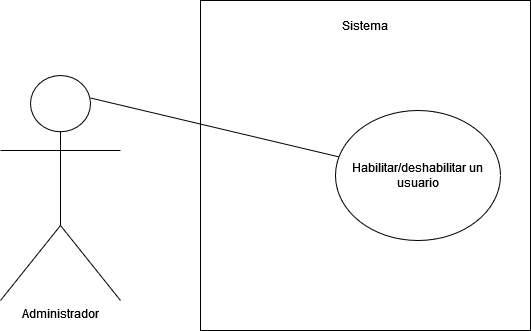 Sistema
Habilitar/deshabilitar un
usuario
Administrador